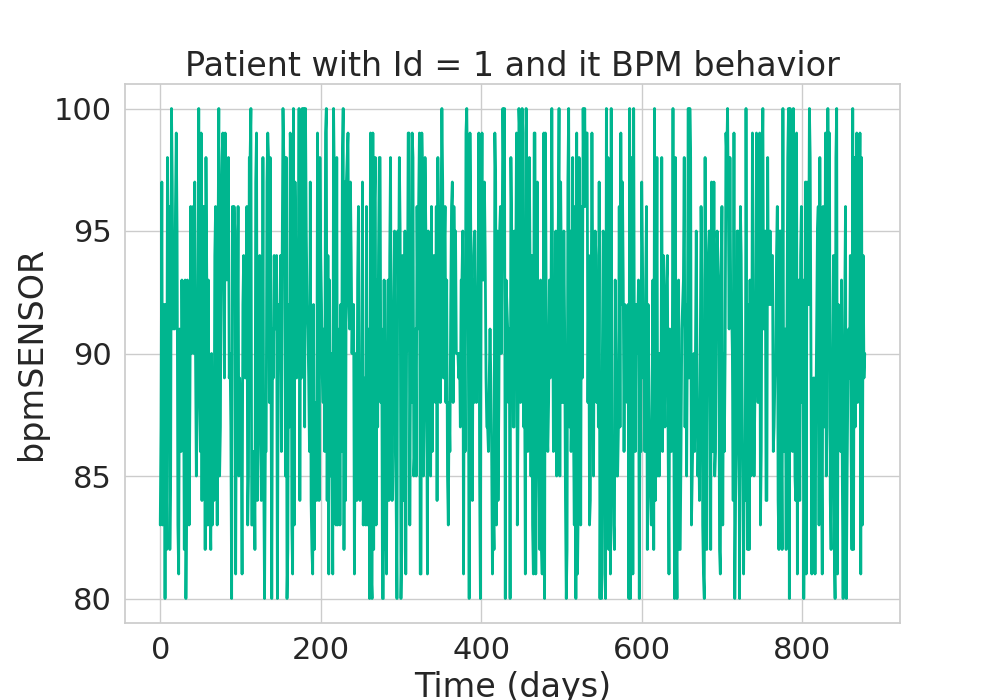 Patient with Id = 1 and it BPM behavior
100
95
90
85
80
bpmSENSOR
0 200 400 600 800
Time (days)